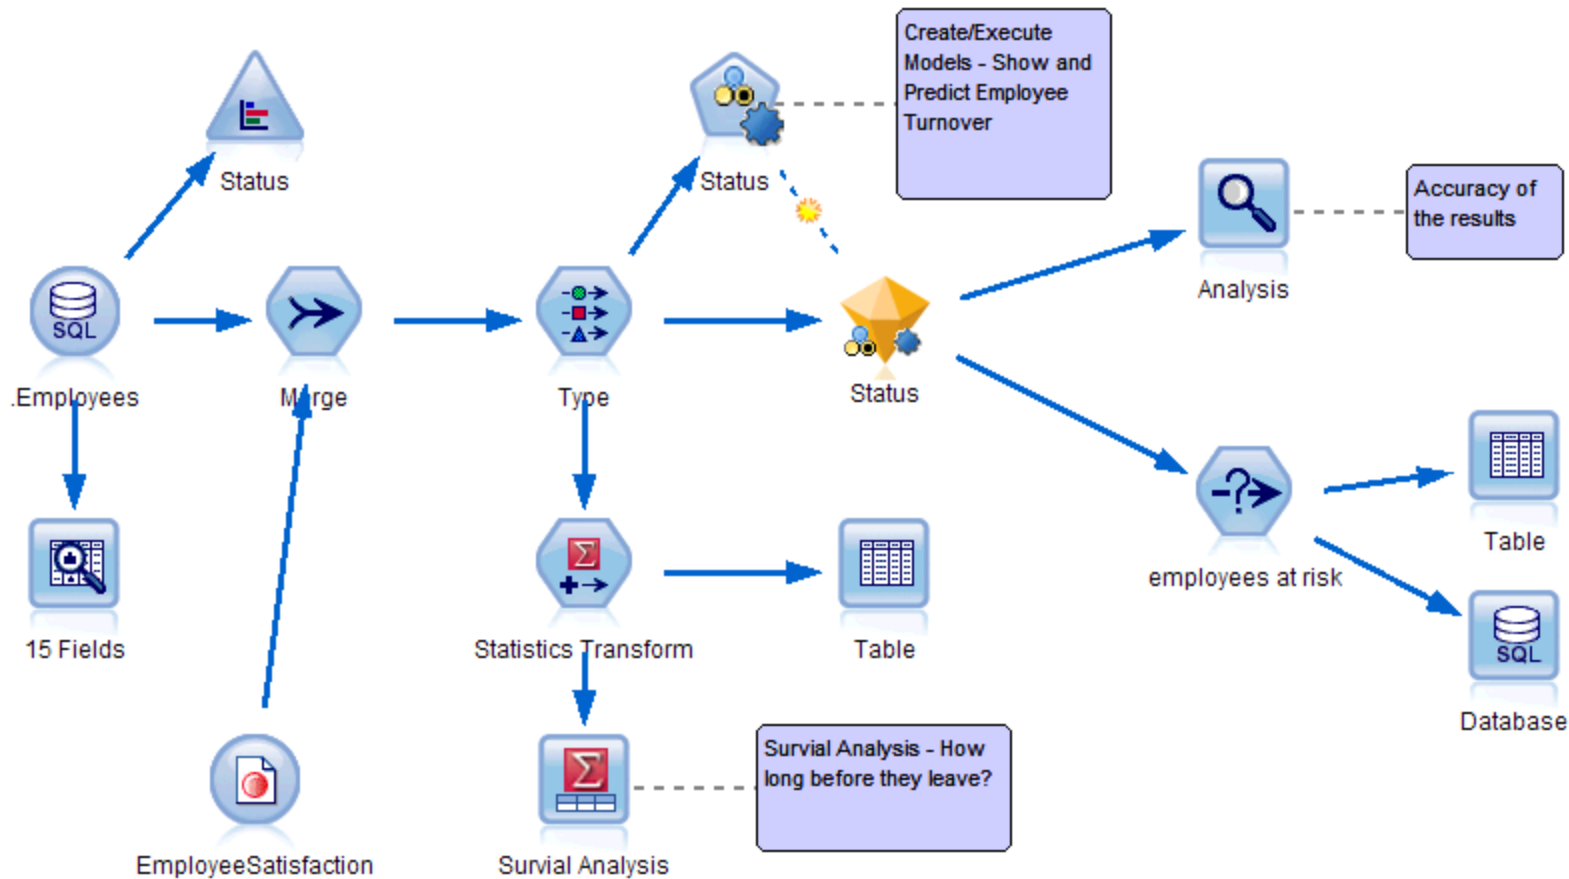 Create/Execute
Models - Show and
Predict Employee
Turnover
Status
Status
Accuracy of
the results
Analysis
SQL
.Employees
Merge
Type
Status
Table
employees at risk
15 Fields
Statistics Transform
Table
SQL
Database
Survial Analysis - How
long before they leave?
EmployeeSatisfaction
Survial Analysis